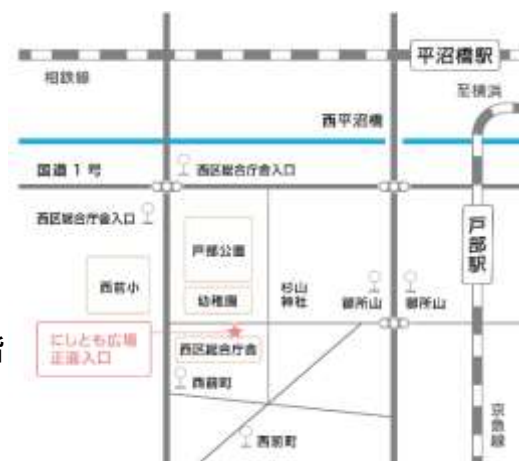 平沼橋駅
相鉄線
至横浜
西平沼橋
国道1号
西区総合庁舎入口
西区総合庁舎入口
戸部駅
戸部公園
西前小
幼稚園
杉山
神社
御所山
御所山
にしとも広場
正面入口
西区総合庁舎
階
西前町
西前町
京急線